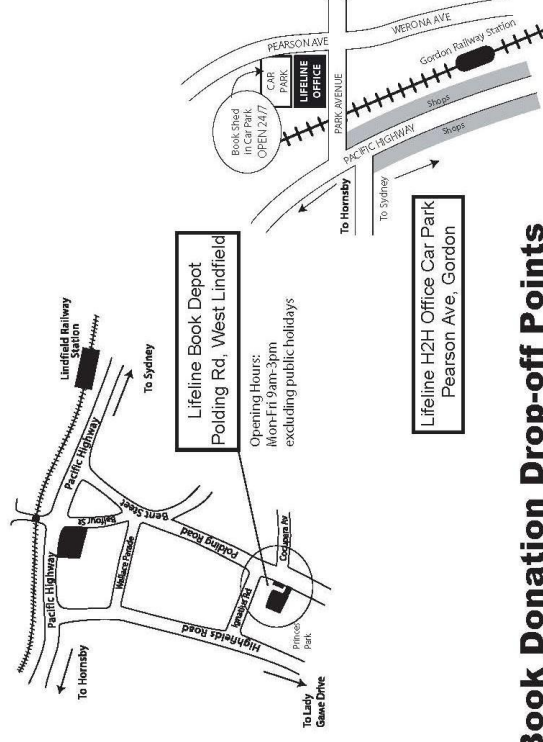 Book Donation Drop-off Points
Lindfield Railway
Station
Pacific Highway
To Sydney
Pacific Highway
To Hornsby
Balfour St
Bent Street
Wallace Parade
Polding Road
Highfields Road
Ignatius Rd
Princes
Park
To Lady
Game Drive
Lifeline Book Depot
Polding Rd, West Lindfield
Opening Hours:
Mon-Fri 9am-3pm
excluding public holidays
PEARSON AVE
WERONA AVE
Book Shed
in Car Park
OPEN 24/7
CAR
PARK
LIFELINE
OFFICE
PARK AVENUE
Gordon Railway Station
Shops
Shops
PACIFIC HIGHWAY
To Hornsby
To Sydney
Lifeline H2H Office Car Park
Pearson Ave, Gordon